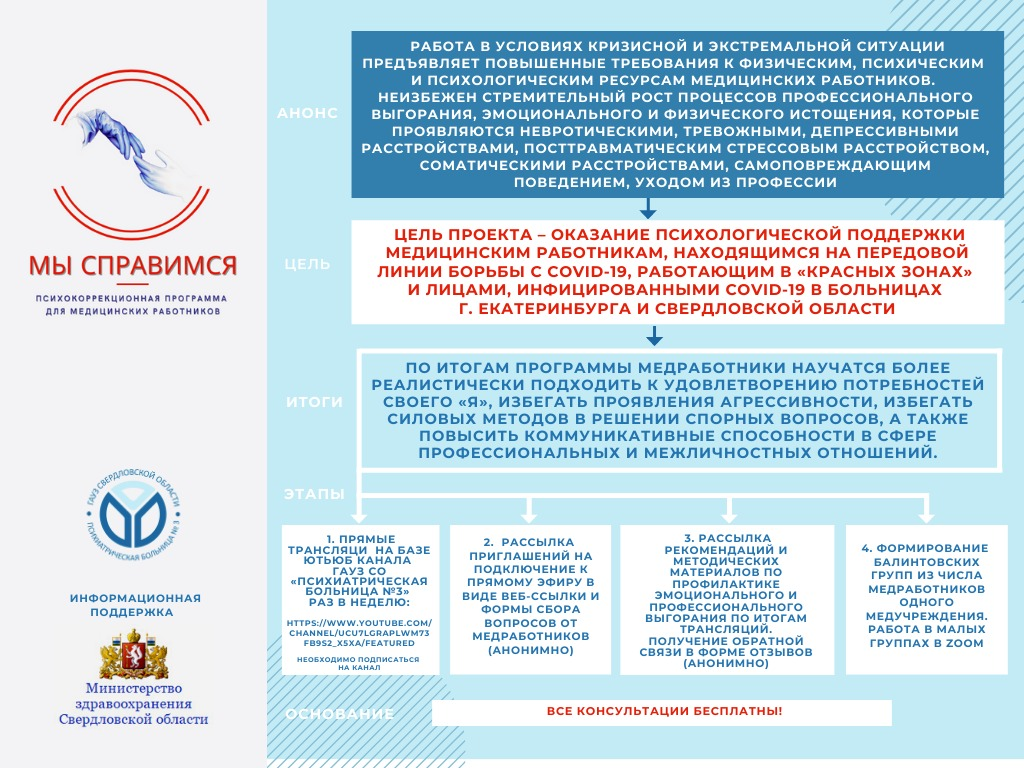 МЫ СПРАВИМСЯ
ПСИХОКОРРЕКЦИОННАЯ ПРОГРАММА
ДЛЯ МЕДИЦИНСКИХ РАБОТНИКОВ
ГАУЗ СВЕРДЛОВСКОЙ ОБЛАСТИ
ПСИХИАТРИЧЕСКАЯ БОЛЬНИЦА № 3
ИНФОРМАЦИОННАЯ
ПОДДЕРЖКА
Министерство
здравоохранения
Свердловской области
АНОНС
РАБОТА В УСЛОВИЯХ КРИЗИСНОЙ И ЭКСТРЕМАЛЬНОЙ СИТУАЦИИ
ПРЕДЪЯВЛЯЕТ ПОВЫШЕННЫЕ ТРЕБОВАНИЯ К ФИЗИЧЕСКИМ, ПСИХИЧЕСКИМ
И ПСИХОЛОГИЧЕСКИМ РЕСУРСАМ МЕДИЦИНСКИХ РАБОТНИКОВ.
НЕИЗБЕЖЕН СТРЕМИТЕЛЬНЫЙ РОСТ ПРОЦЕССОВ ПРОФЕССИОНАЛЬНОГО
ВЫГОРАНИЯ, ЭМОЦИОНАЛЬНОГО И ФИЗИЧЕСКОГО ИСТОЩЕНИЯ, КОТОРЫЕ
ПРОЯВЛЯЮТСЯ НЕВРОТИЧЕСКИМИ, ТРЕВОЖНЫМИ, ДЕПРЕССИВНЫМИ
РАССТРОЙСТВАМИ, ПОСТТРАВМАТИЧЕСКИМ СТРЕССОВЫМ РАССТРОЙСТВОМ,
СОМАТИЧЕСКИМИ РАССТРОЙСТВАМИ, САМОПОВРЕЖДАЮЩИМ
ПОВЕДЕНИЕМ, УХОДОМ ИЗ ПРОФЕССИИ
ЦЕЛЬ
ЦЕЛЬ ПРОЕКТА – ОКАЗАНИЕ ПСИХОЛОГИЧЕСКОЙ ПОДДЕРЖКИ
МЕДИЦИНСКИМ РАБОТНИКАМ, НАХОДЯЩИМСЯ НА ПЕРЕДОВОЙ
ЛИНИИ БОРЬБЫ С COVID-19, РАБОТАЮЩИМ В «КРАСНЫХ ЗОНАХ»
И ЛИЦАМИ, ИНФИЦИРОВАННЫМИ COVID-19 В БОЛЬНИЦАХ
Г. ЕКАТЕРИНБУРГА И СВЕРДЛОВСКОЙ ОБЛАСТИ
ИТОГИ
ПО ИТОГАМ ПРОГРАММЫ МЕДРАБОТНИКИ НАУЧАТСЯ БОЛЕЕ
РЕАЛИСТИЧЕСКИ ПОДХОДИТЬ К УДОВЛЕТВОРЕНИЮ ПОТРЕБНОСТЕЙ
СВОЕГО «Я», ИЗБЕГАТЬ ПРОЯВЛЕНИЯ АГРЕССИВНОСТИ, ИЗБЕГАТЬ
СИЛОВЫХ МЕТОДОВ В РЕШЕНИИ СПОРНЫХ ВОПРОСОВ, А ТАКЖЕ
ПОВЫСИТЬ КОММУНИКАТИВНЫЕ СПОСОБНОСТИ В СФЕРЕ
ПРОФЕССИОНАЛЬНЫХ И МЕЖЛИЧНОСТНЫХ ОТНОШЕНИЙ.
ЭТАПЫ
1. ПРЯМЫЕ
ТРАНСЛЯЦИ НА БАЗЕ
ЮТЬЮБ КАНАЛА
ГАУЗ СО
«ПСИХИАТРИЧЕСКАЯ
БОЛЬНИЦА №3»
РАЗ В НЕДЕЛЮ:
HTTPS://WWW.YOUTUBE.COM/
CHANNEL/UCU7LGRAPLWM73
FB9S2_X5XA/FEATURED
НЕОБХОДИМО ПОДПИСАТЬСЯ
НА КАНАЛ
2. РАССЫЛКА
ПРИГЛАШЕНИЙ НА
ПОДКЛЮЧЕНИЕ К
ПРЯМОМУ ЭФИРУ В
ВИДЕ ВЕБ-ССЫЛКИ И
ФОРМЫ СБОРА
ВОПРОСОВ ОТ
МЕДРАБОТНИКОВ
(АНОНИМНО)
3. РАССЫЛКА
РЕКОМЕНДАЦИЙ И
МЕТОДИЧЕСКИХ
МАТЕРИАЛОВ ПО
ПРОФИЛАКТИКЕ
ЭМОЦИОНАЛЬНОГО И
ПРОФЕССИОНАЛЬНОГО
ВЫГОРАНИЯ ПО ИТОГАМ
ТРАНСЛЯЦИЙ.
ПОЛУЧЕНИЕ ОБРАТНОЙ
СВЯЗИ В ФОРМЕ ОТЗЫВОВ
(АНОНИМНО)
4. ФОРМИРОВАНИЕ
БАЛИНТОВСКИХ
ГРУПП ИЗ ЧИСЛА
МЕДРАБОТНИКОВ
ОДНОГО
МЕДУЧРЕЖДЕНИЯ.
РАБОТА В МАЛЫХ
ГРУППАХ В ZOOM
ОСНОВАНИЕ
ВСЕ КОНСУЛЬТАЦИИ БЕСПЛАТНЫ!